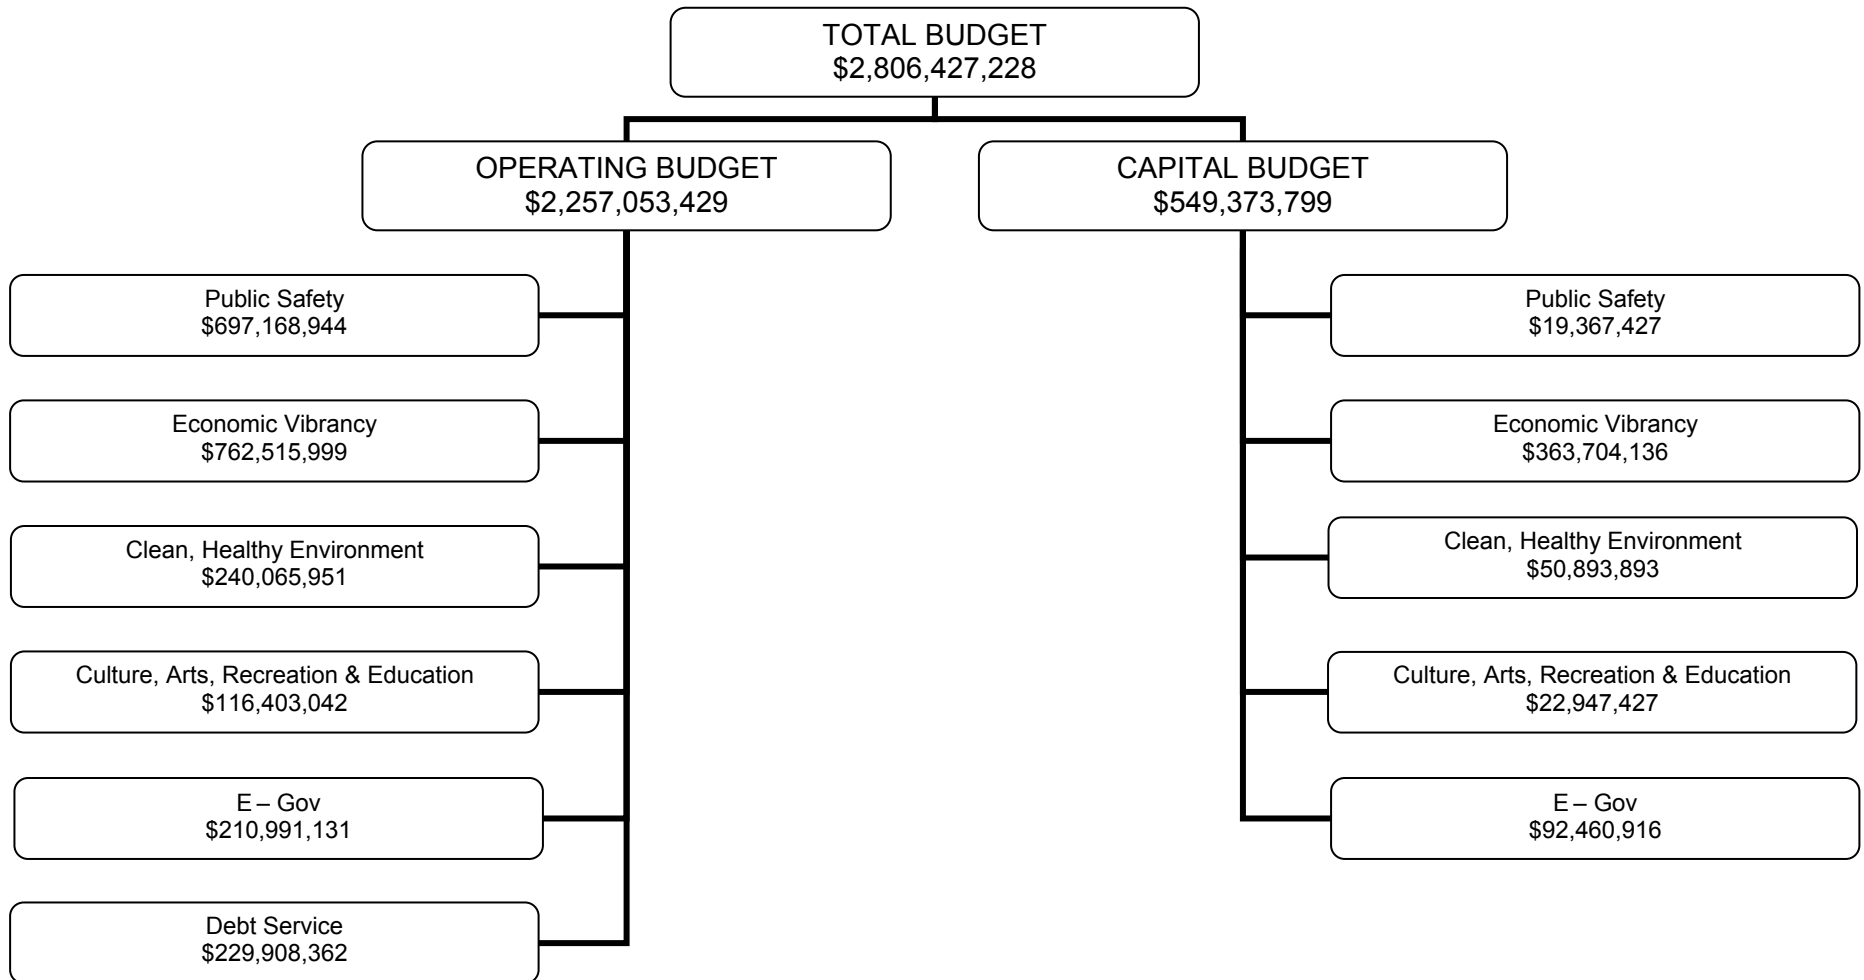 TOTAL BUDGET
$2,806,427,228
OPERATING BUDGET
$2,257,053,429
CAPITAL BUDGET
$549,373,799
Public Safety
$697,168,944
Public Safety
$19,367,427
Economic Vibrancy
$762,515,999
Economic Vibrancy
$363,704,136
Clean, Healthy Environment
$240,065,951
Clean, Healthy Environment
$50,893,893
Culture, Arts, Recreation & Education
$116,403,042
Culture, Arts, Recreation & Education
$22,947,427
E – Gov
$210,991,131
E – Gov
$92,460,916
Debt Service
$229,908,362